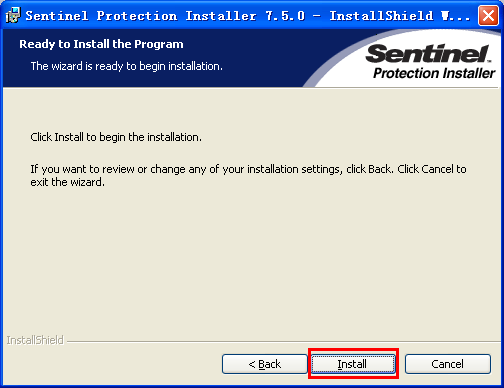 Sentinel Protection Installer 7.5.0 - InstallShield W...
Ready to Install the Program
The wizard is ready to begin installation.
Sentinel
Protection Installer
Click Install to begin the installation.
If you want to review or change any of your installation settings, click Back. Click Cancel to
exit the wizard.
InstallShield
< Back
Install
Cancel